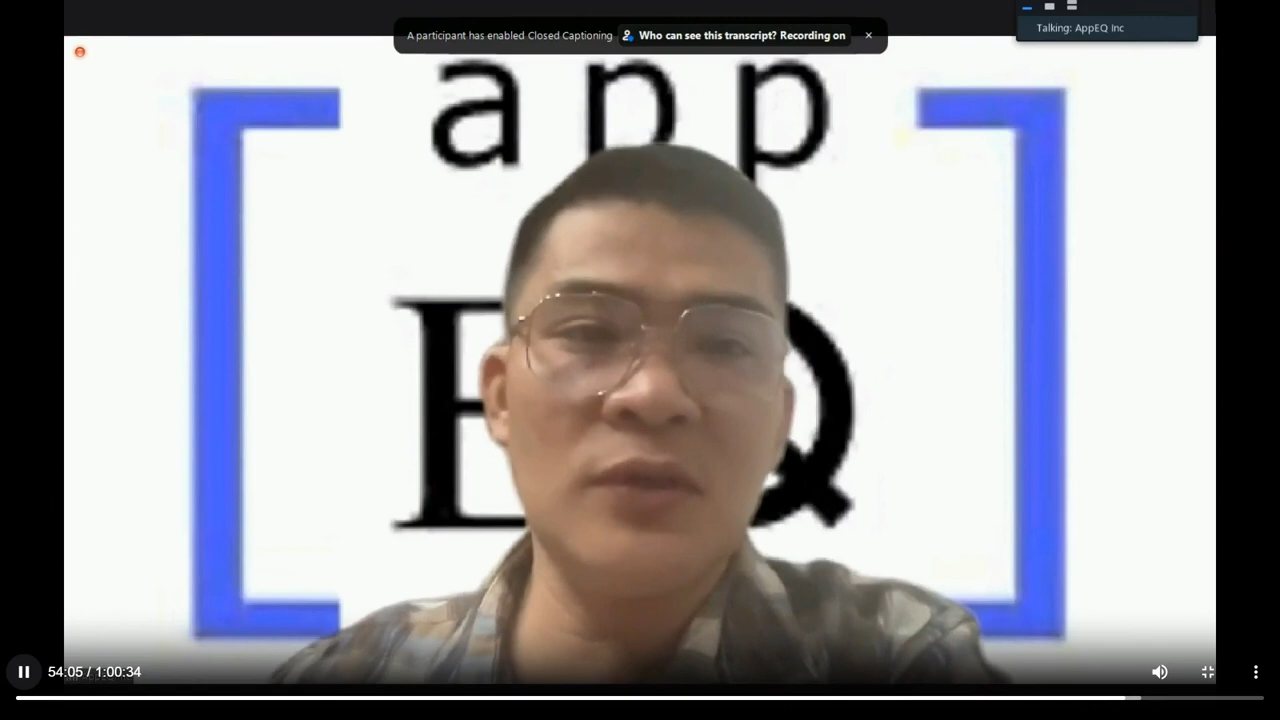 A participant has enabled Closed Captioning Who can see this transcript? Recording on
Talking: AppEQ Inc
app
EQ
54:05 / 1:00:34